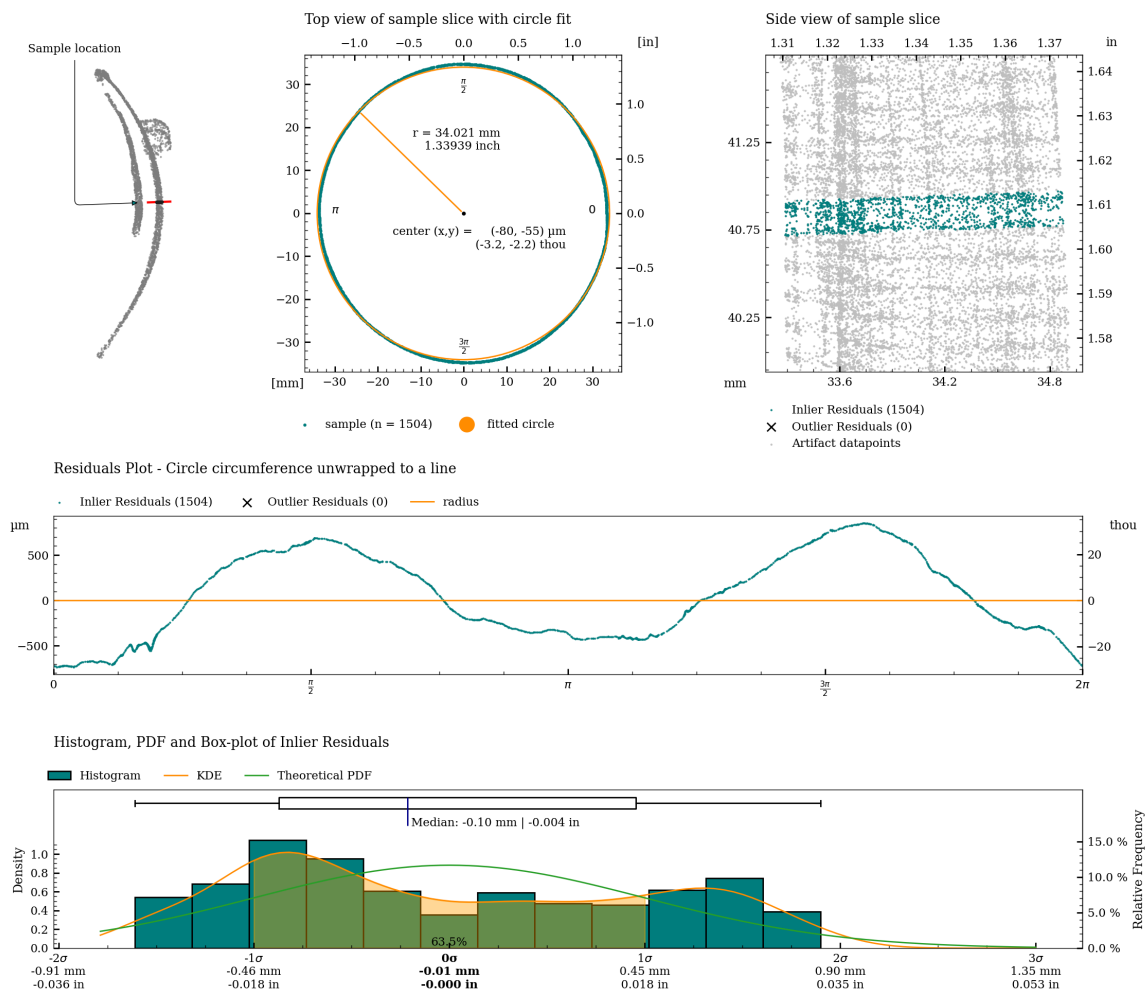 Sample location
Top view of sample slice with circle fit
−1.0 −0.5 0.0 0.5 1.0 [in]
30
20
10
0
−10
−20
−30
[mm]
−30 −20 −10 0 10 20 30
1.0
0.5
0.0
−0.5
−1.0
π/2
r = 34.021 mm
1.33939 inch
π 0
center (x,y) = (-80, -55) µm
(-3.2, -2.2) thou
3π/2
sample (n = 1504) fitted circle
Side view of sample slice
1.31 1.32 1.33 1.34 1.35 1.36 1.37 in
41.25
40.75
40.25
1.64
1.63
1.62
1.61
1.60
1.59
1.58
mm 33.6 34.2 34.8
Inlier Residuals (1504)
Outlier Residuals (0)
Artifact datapoints
Residuals Plot - Circle circumference unwrapped to a line
Inlier Residuals (1504) Outlier Residuals (0) radius
µm thou
500 20
0 0
−500 −20
0 π/2 π 3π/2 2π
Histogram, PDF and Box-plot of Inlier Residuals
Histogram KDE Theoretical PDF
Median: -0.10 mm | -0.004 in
Density
1.0
0.8
0.6
0.4
0.2
0.0
63.5%
15.0 %
10.0 %
5.0 %
0.0 %
Relative Frequency
-2σ -1σ 0σ 1σ 2σ 3σ
-0.91 mm -0.46 mm -0.01 mm 0.45 mm 0.90 mm 1.35 mm
-0.036 in -0.018 in -0.000 in 0.018 in 0.035 in 0.053 in